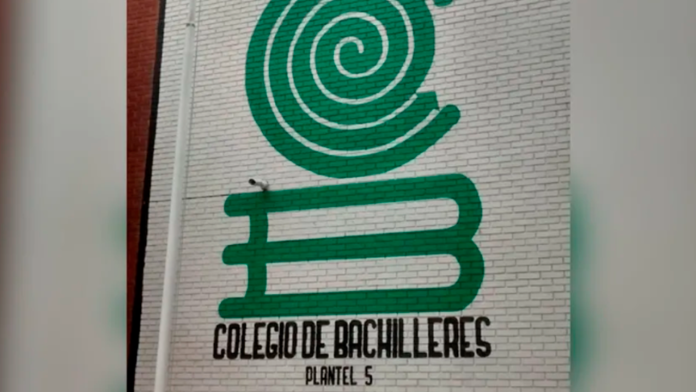 COLEGIO DE BACHILLERES
PLANTEL 5